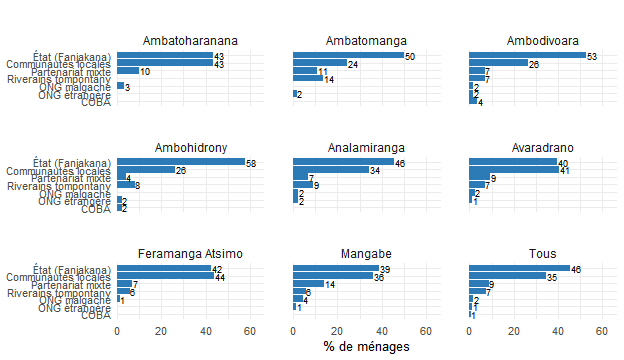 Ambatoharanana Ambatomanga Ambodivoara
État (Fanjakana) 43 50 53
Communautés locales 43 24 26
Partenariat mixte 10 11 7
Riverains tompontany 14 7
ONG malgache 3 2
ONG étrangère 2 2
COBA 4
Ambohidrony Analamiranga Avaradrano
État (Fanjakana) 58 46 40
Communautés locales 26 34 41
Partenariat mixte 4 7 9
Riverains tompontany 8 9 7
ONG malgache 2 2
ONG étrangère 2 2 1
COBA 2
Feramanga Atsimo Mangabe Tous
État (Fanjakana) 42 39 46
Communautés locales 44 36 35
Partenariat mixte 7 14 9
Riverains tompontany 6 6 7
ONG malgache 1 4 2
ONG étrangère 1 1
COBA 1
0 20 40 60 0 20 40 60 0 20 40 60
% de ménages